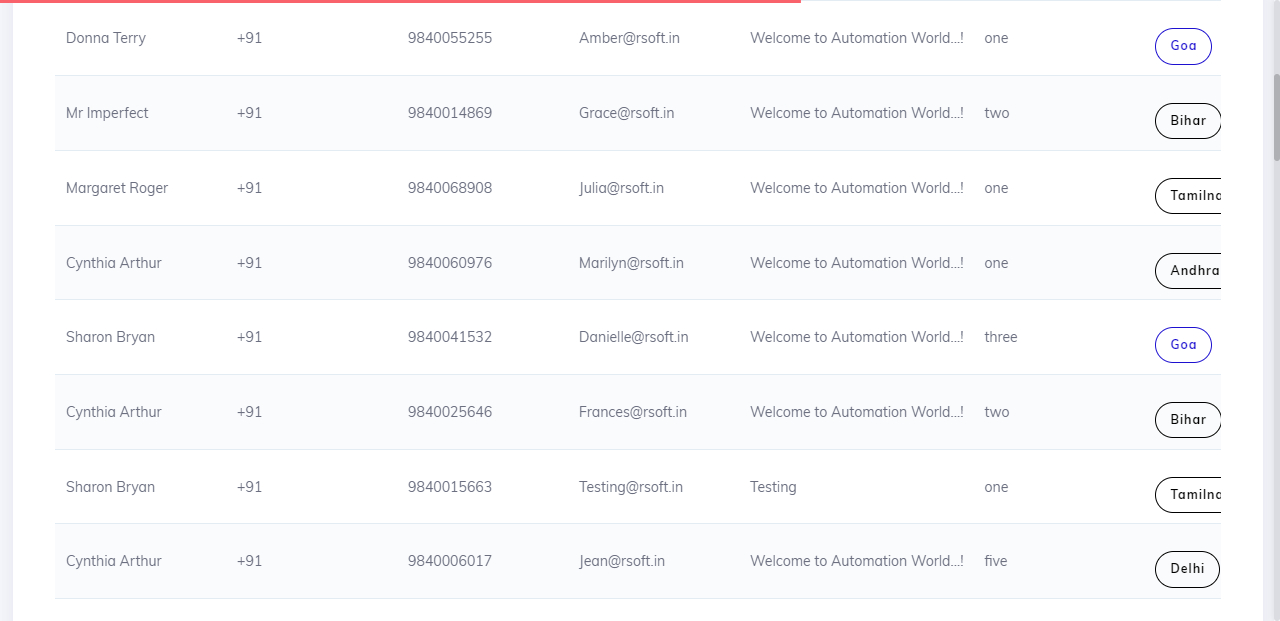 Donna Terry +91 9840055255 Amber@rsoft.in Welcome to Automation World...! one Goa
Mr Imperfect +91 9840014869 Grace@rsoft.in Welcome to Automation World...! two Bihar
Margaret Roger +91 9840068908 Julia@rsoft.in Welcome to Automation World...! one
Cynthia Arthur +91 9840060976 Marilyn@rsoft.in Welcome to Automation World...! one Andhra
Sharon Bryan +91 9840041532 Danielle@rsoft.in Welcome to Automation World...! three Goa
Cynthia Arthur +91 9840025646 Frances@rsoft.in Welcome to Automation World...! two Bihar
Sharon Bryan +91 9840015663 Testing@rsoft.in Testing one
Cynthia Arthur +91 9840006017 Jean@rsoft.in Welcome to Automation World...! five Delhi